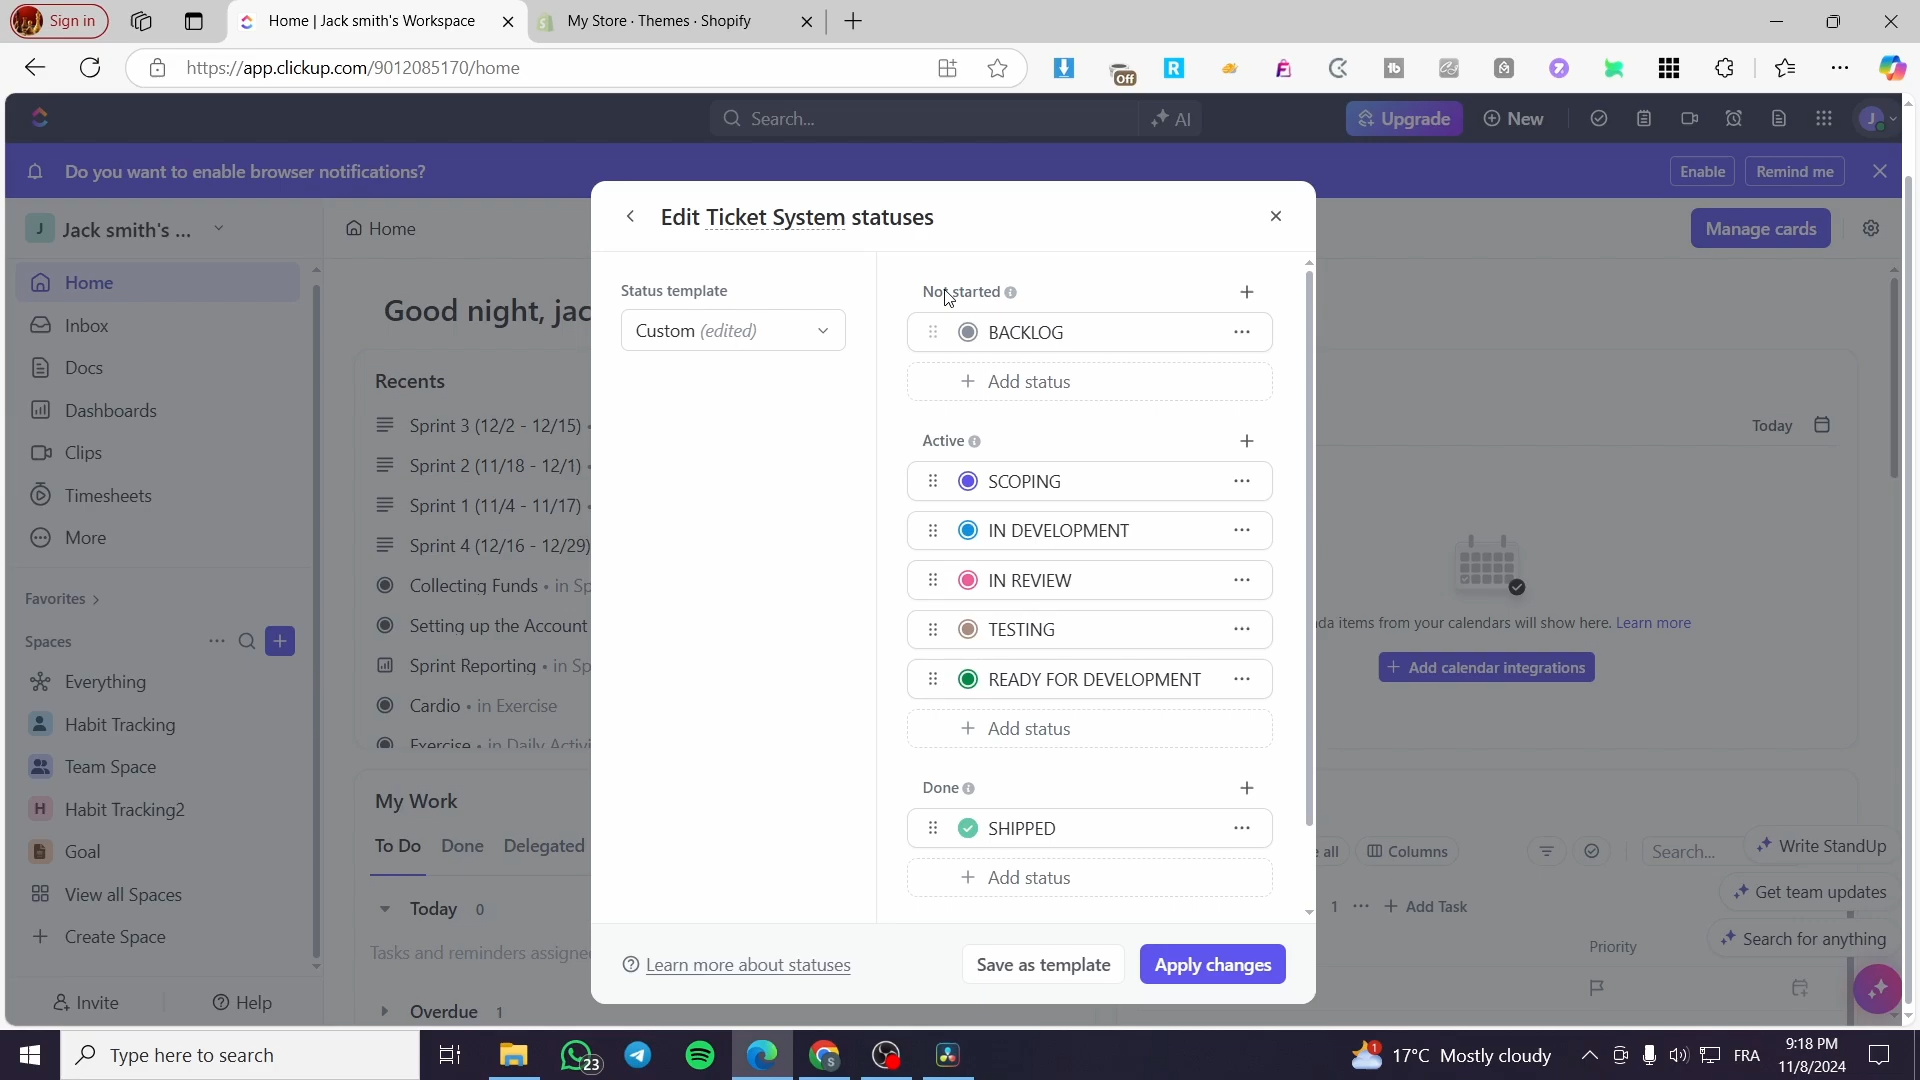 Sign in
Home | Jack smith's Workspace
My Store · Themes · Shopify
https://app.clickup.com/9012085170/home
Off
Search...
AI
Upgrade
New
J
Do you want to enable browser notifications?
Enable
Remind me
J Jack smith's ...
Home
Manage cards
Home
Inbox
Docs
Dashboards
Clips
Timesheets
More
Favorites
Spaces
Everything
Habit Tracking
Team Space
H Habit Tracking2
Goal
View all Spaces
Create Space
Invite
Help
Good night, jac
Recents
Sprint 3 (12/2 - 12/15)
Sprint 2 (11/18 - 12/1)
Sprint 1 (11/4 - 11/17)
Sprint 4 (12/16 - 12/29)
Collecting Funds • in Sp
Setting up the Account
Sprint Reporting • in Sp
Cardio • in Exercise
Exercise • in Daily Activi
My Work
To Do
Done
Delegated
Today 0
Tasks and reminders assigne
Overdue 1
Edit Ticket System statuses
Status template
Custom (edited)
Not started
BACKLOG
+ Add status
Active
SCOPING
IN DEVELOPMENT
IN REVIEW
TESTING
READY FOR DEVELOPMENT
+ Add status
Done
SHIPPED
+ Add status
Learn more about statuses
Save as template
Apply changes
Today
da items from your calendars will show here. Learn more
+ Add calendar integrations
e all
Columns
Search...
Write StandUp
Get team updates
1 ... + Add Task
Priority
Search for anything
Type here to search
23
17°C Mostly cloudy
FRA
9:18 PM
11/8/2024